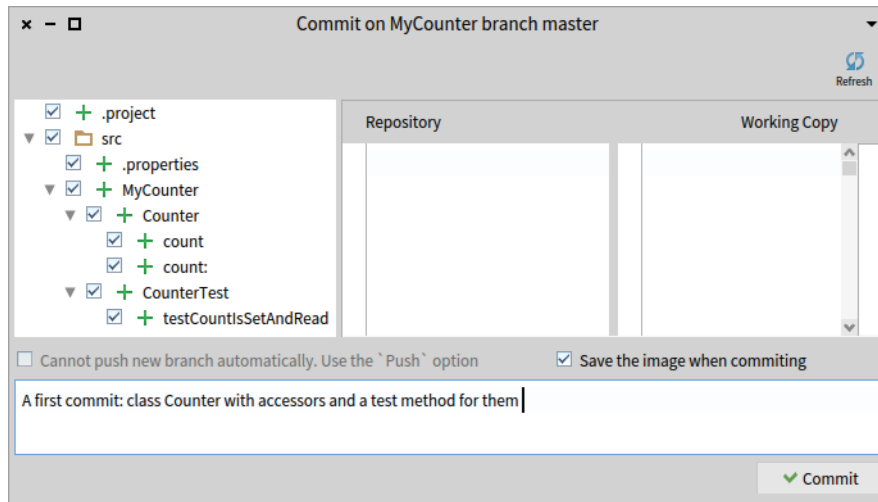 Commit on MyCounter branch master
Refresh
.project
src
.properties
MyCounter
Counter
count
count:
CounterTest
testCountIsSetAndRead
Repository
Working Copy
Cannot push new branch automatically. Use the `Push` option
Save the image when commiting
A first commit: class Counter with accessors and a test method for them
Commit